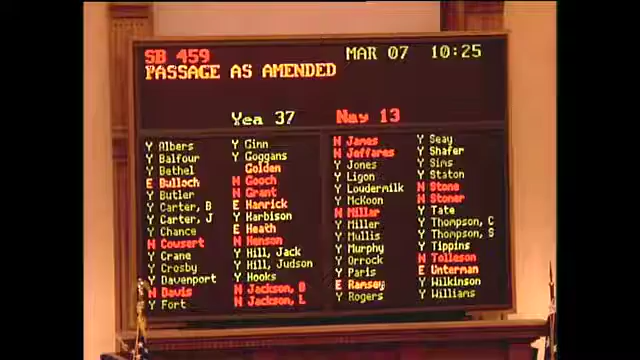 SB 459 MAR 07 10:25
PASSAGE AS AMENDED
Yea 37 Nay 13
Y Albers
Y Balfour
Y Bethel
E Bulloch
Y Butler
Y Carter, B
Y Carter, J
Y Chance
N Cowsert
Y Crane
Y Crosby
Y Davenport
N Davis
Y Fort
Y Ginn
Y Goggans
Golden
N Gooch
N Grant
E Hamrick
Y Harbison
E Heath
N Henson
Y Hill, Jack
Y Hill, Judson
Y Hooks
N Jackson, B
N Jackson, L
N James
N Jeffares
Y Jones
Y Ligon
Y Loudermilk
Y McKoon
N Millar
Y Miller
Y Mullis
Y Murphy
Y Orrock
Y Paris
E Ramsey
Y Rogers
Y Seay
Y Shafer
Y Sims
Y Staton
N Stone
N Stoner
Y Tate
Y Thompson, C
Y Thompson, S
Y Tippins
N Tolleson
E Unterman
Y Wilkinson
Y Williams